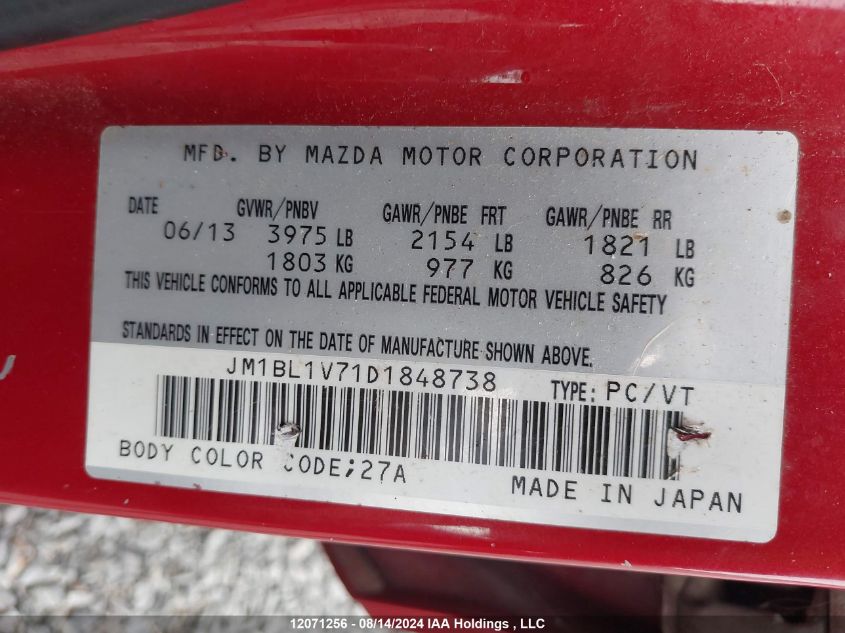 MFD. BY MAZDA MOTOR CORPORATION
DATE GVWR/PNBV GAWR/PNBE FRT GAWR/PNBE RR
06/13 3975 LB 2154 LB 1821 LB
1803 KG 977 KG 826 KG
THIS VEHICLE CONFORMS TO ALL APPLICABLE FEDERAL MOTOR VEHICLE SAFETY
STANDARDS IN EFFECT ON THE DATE OF MANUFACTURE SHOWN ABOVE.
JM1BL1V71D1848738 TYPE: PC/VT
BODY COLOR CODE;27A
MADE IN JAPAN
12071256 - 08/14/2024 IAA Holdings , LLC